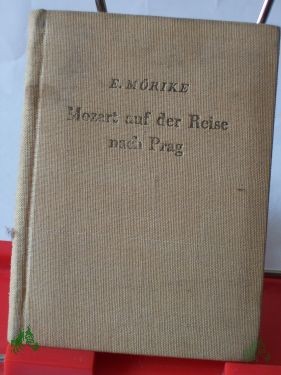 E. MÖRIKE
Mozart auf der Reise
nach Prag